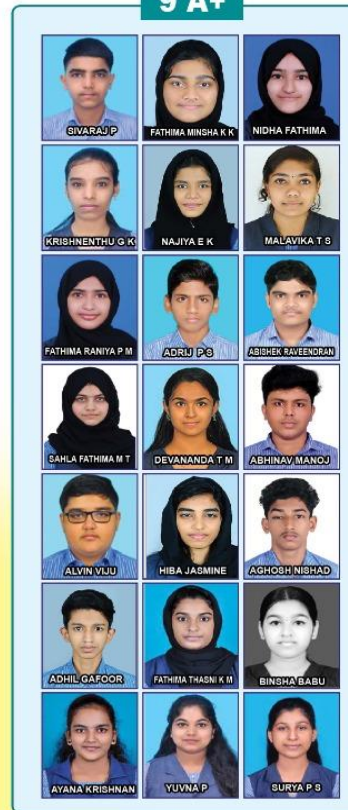 9 A+
SIVARAJ P
FATHIMA MINSHA K K
NIDHA FATHIMA
KRISHNENTHU G K
NAJIYA E K
MALAVIKA T S
FATHIMA RANIYA P M
ADRIJ P S
ABISHEK RAVEENDRAN
SAHLA FATHIMA M T
DEVANANDA T M
ABHINAV MANOJ
ALVIN VIJU
HIBA JASMINE
AGHOSH NISHAD
ADHIL GAFOOR
FATHIMA THASNI K M
BINSHA BABU
AYANA KRISHNAN
YUVNA P
SURYA P S